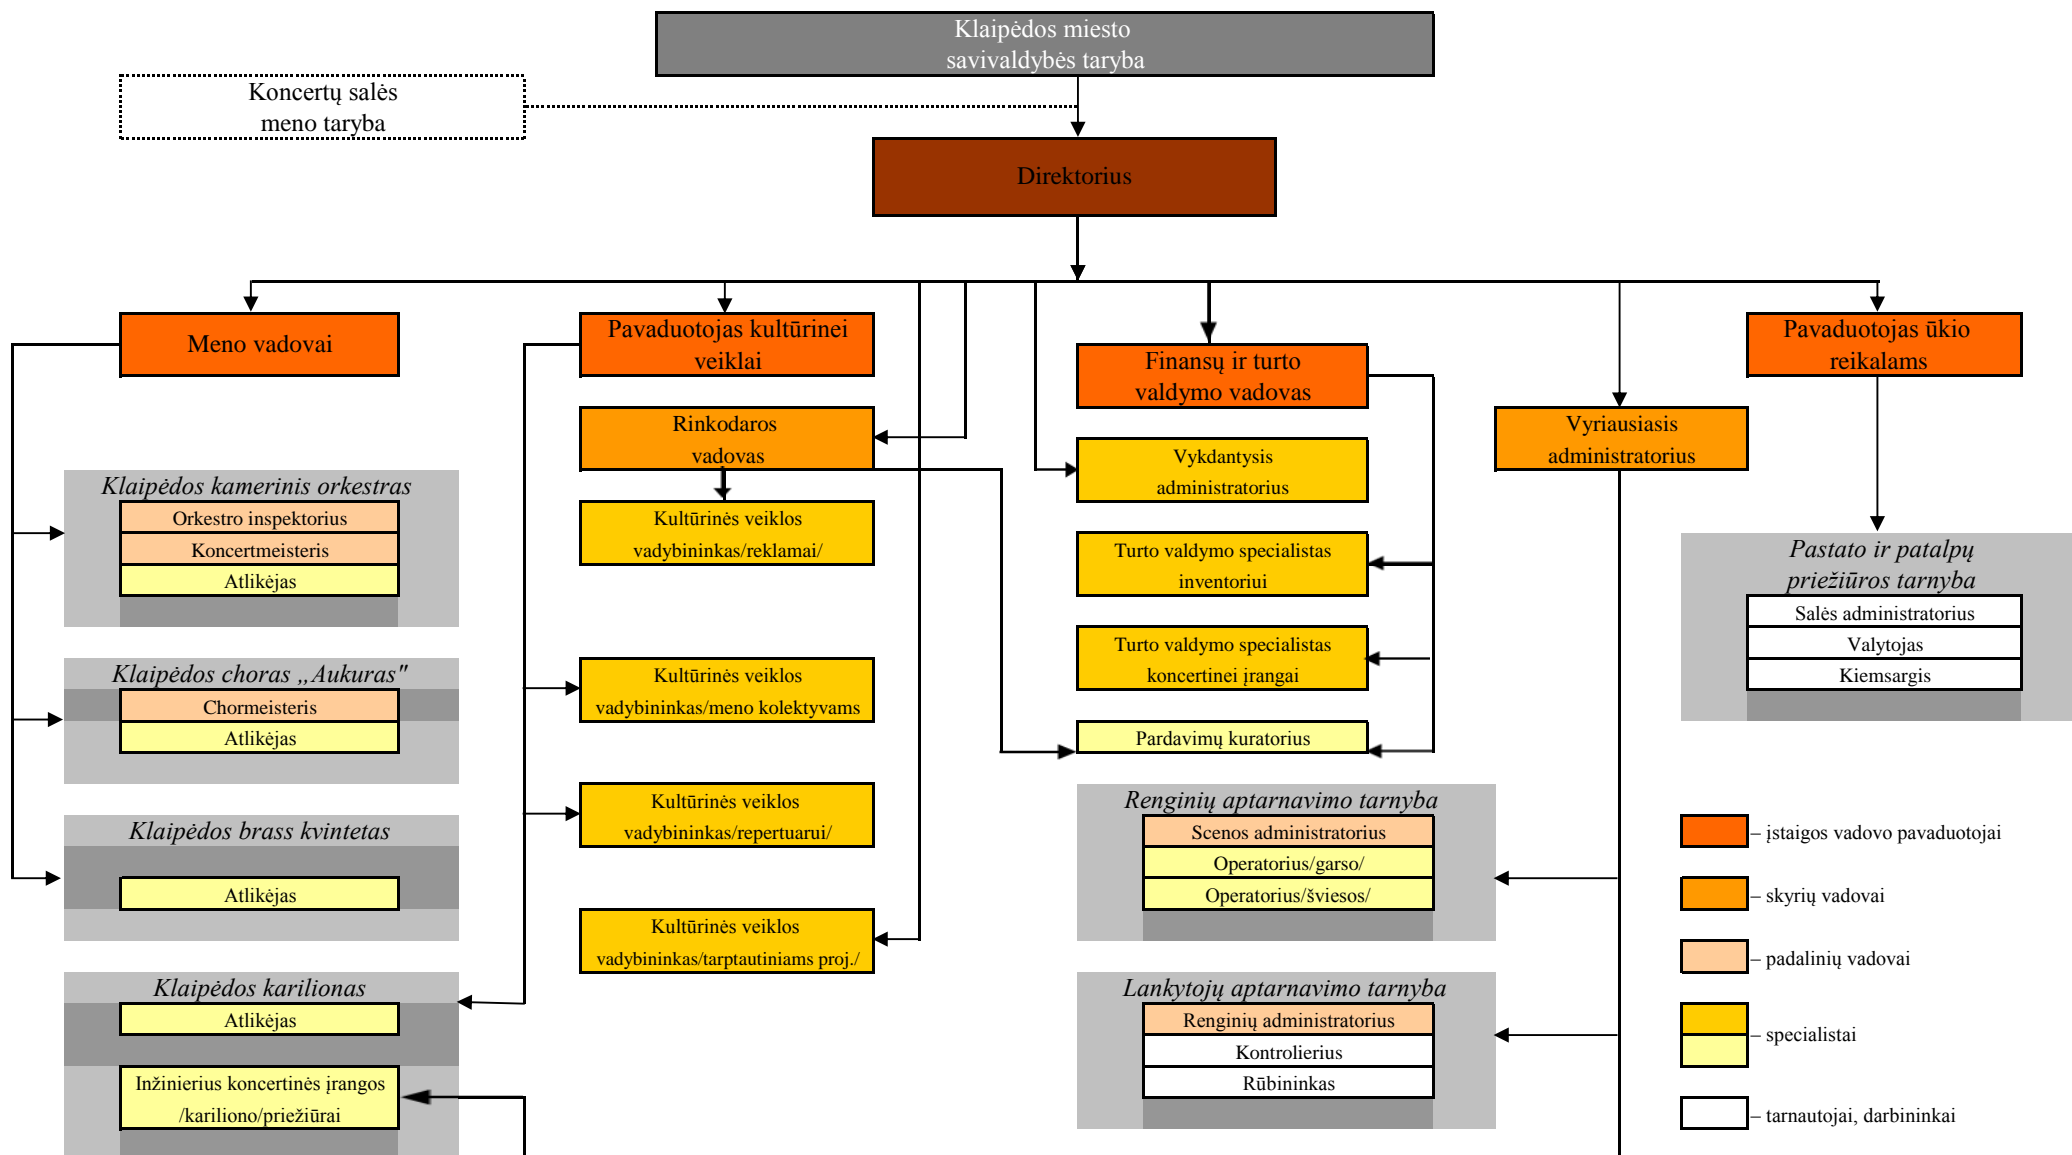 Klaipėdos miesto
savivaldybės taryba
Koncertų salės
meno taryba
Direktorius
Meno vadovai
Pavaduotojas kultūrinei
veiklai
Finansų ir turto
valdymo vadovas
Pavaduotojas ūkio
reikalams
Rinkodaros
vadovas
Vyriausiasis
administratorius
Vykdantysis
administratorius
Klaipėdos kamerinis orkestras
Orkestro inspektorius
Koncertmeisteris
Atlikėjas
Kultūrinės veiklos
vadybininkas/reklamai/
Turto valdymo specialistas
inventoriui
Pastato ir patalpų
priežiūros tarnyba
Salės administratorius
Valytojas
Kiemsargis
Klaipėdos choras „Aukuras"
Chormeisteris
Atlikėjas
Kultūrinės veiklos
vadybininkas/meno kolektyvams
Turto valdymo specialistas
koncertinei įrangai
Pardavimų kuratorius
Klaipėdos brass kvintetas
Atlikėjas
Kultūrinės veiklos
vadybininkas/repertuarui/
Renginių aptarnavimo tarnyba
Scenos administratorius
Operatorius/garso/
Operatorius/šviesos/
Kultūrinės veiklos
vadybininkas/tarptautiniams proj./
Klaipėdos karilionas
Atlikėjas
Inžinierius koncertinės įrangos
/kariliono/priežiūrai
Lankytojų aptarnavimo tarnyba
Renginių administratorius
Kontrolierius
Rūbininkas
– įstaigos vadovo pavaduotojai
– skyrių vadovai
– padalinių vadovai
– specialistai
– tarnautojai, darbininkai